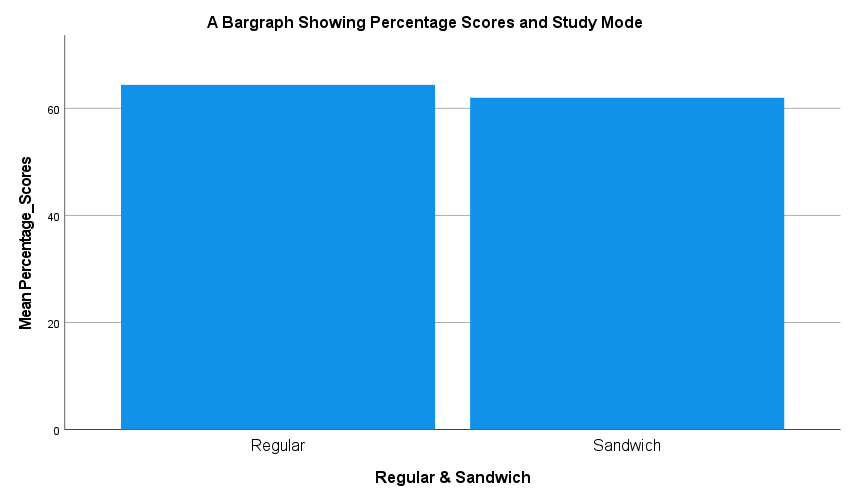 A Bargraph Showing Percentage Scores and Study Mode
Mean Percentage_Scores
60
40
20
0
Regular
Sandwich
Regular & Sandwich